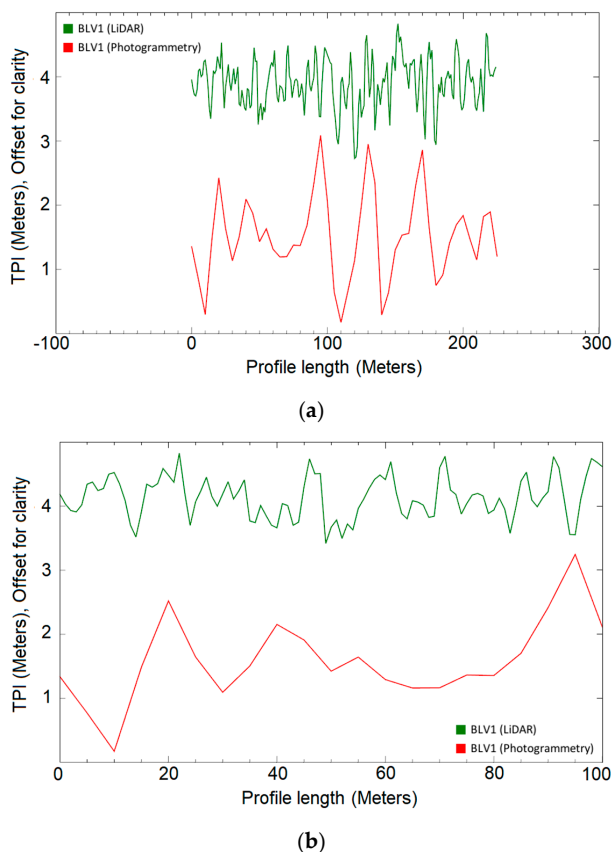 BLV1 (LiDAR)
BLV1 (Photogrammetry)
TPI (Meters), Offset for clarity
4
3
2
1
-100 0 100 200 300
Profile length (Meters)
(a)
TPI (Meters), Offset for clarity
4
3
2
1
BLV1 (LiDAR)
BLV1 (Photogrammetry)
0 20 40 60 80 100
Profile length (Meters)
(b)